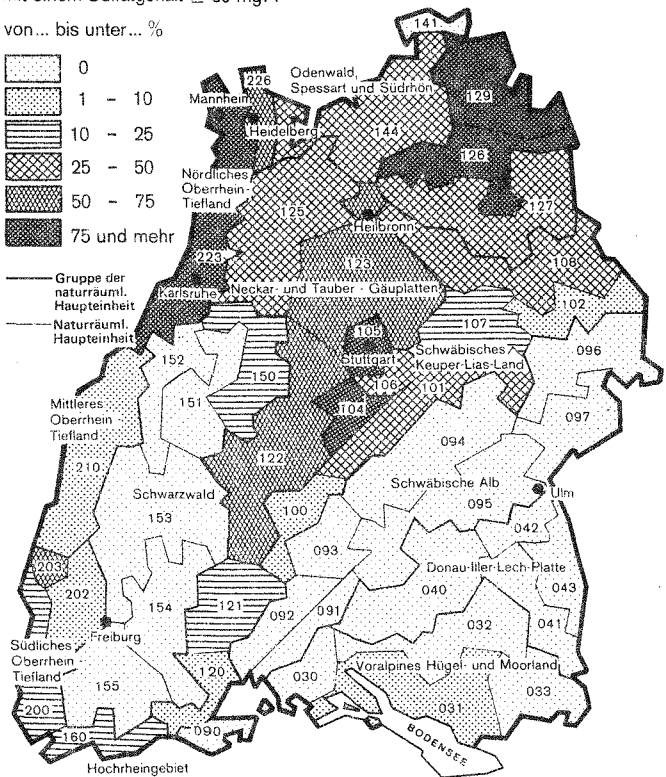 von... bis unter... %
0
1 - 10
10 - 25
25 - 50
50 - 75
75 und mehr
Gruppe der
naturräuml.
Haupteinheit
Naturräuml.
Haupteinheit
141
226
Odenwald,
Spessart und Südrhön
129
Mannheim
Heidelberg
144
126
Nördliches
Oberrhein-
Tiefland
125
127
Heilbronn
223
123
108
Karlsruhe
Neckar- und Tauber-Gäuplatten
102
107
105
152
Stuttgart
Schwäbisches
Keuper-Lias-Land
096
150
106
101
151
104
097
Mittleres
Oberrhein
Tiefland
094
122
210
Schwäbische Alb
Ulm
Schwarzwald
095
100
153
042
093
203
Donau-Iller-Lech-Platte
202
040
043
121
154
092
091
032
041
Freiburg
Südliches
Oberrhein
Tiefland
120
030
Voralpines Hügel- und Moorland
155
033
200
031
090
160
BODENSEE
Hochrheingebiet